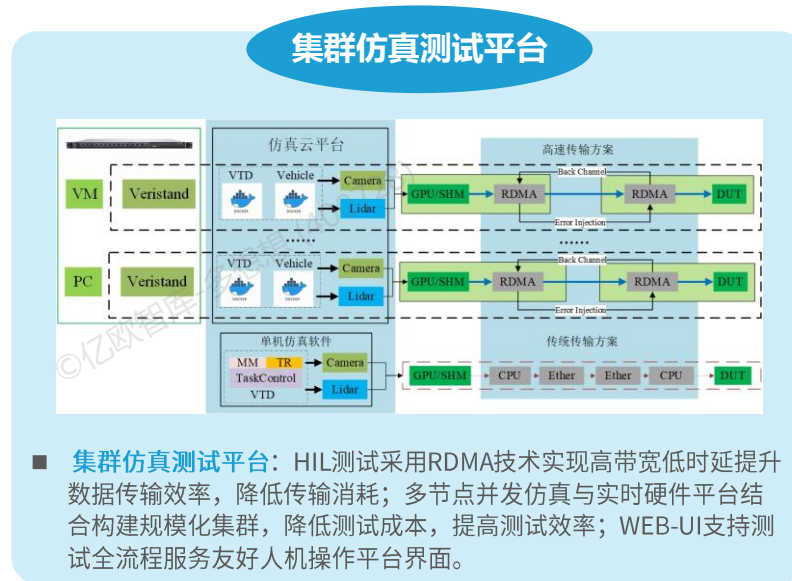 集群仿真测试平台
仿真云平台
高速传输方案
VTD Vehicle
Camera
Back Channel
VM
Veristand
GPU/SHM
RDMA
RDMA
DUT
Lidar
Error Injection
......
......
VTD Vehicle
Camera
Back Channel
PC
Veristand
GPU/SHM
RDMA
RDMA
DUT
Lidar
Error Injection
单机仿真软件
传统传输方案
MM TR
Camera
TaskControl
GPU/SHM
CPU
Ether
Ether
CPU
DUT
VTD
Lidar
■ 集群仿真测试平台：HIL测试采用RDMA技术实现高带宽低时延提升
数据传输效率，降低传输消耗；多节点并发仿真与实时硬件平台结
合构建规模化集群，降低测试成本，提高测试效率；WEB-UI支持测
试全流程服务友好人机操作平台界面。